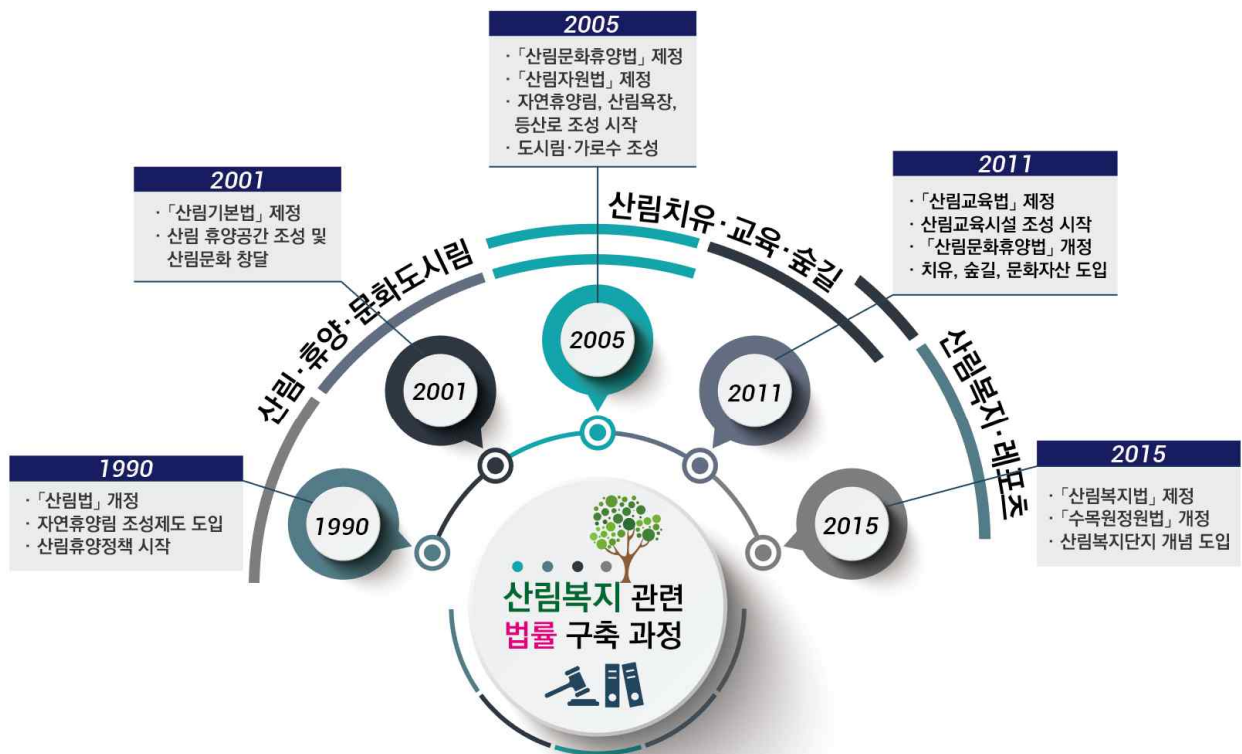 2005
· 「산림문화휴양법」 제정
· 「산림자원법」 제정
· 자연휴양림, 산림욕장,
등산로 조성 시작
· 도시림·가로수 조성
2001
· 「산림기본법」 제정
· 산림 휴양공간 조성 및
산림문화 창달
2011
· 「산림교육법」 제정
· 산림교육시설 조성 시작
· 「산림문화휴양법」 개정
· 치유, 숲길, 문화자산 도입
산림·휴양·문화도시림
산림치유·교육·숲길
산림복지·레포츠
1990
· 「산림법」 개정
· 자연휴양림 조성제도 도입
· 산림휴양정책 시작
2015
· 「산림복지법」 제정
· 「수목원정원법」 개정
· 산림복지단지 개념 도입
1990
2001
2005
2011
2015
산림복지 관련
법률 구축 과정